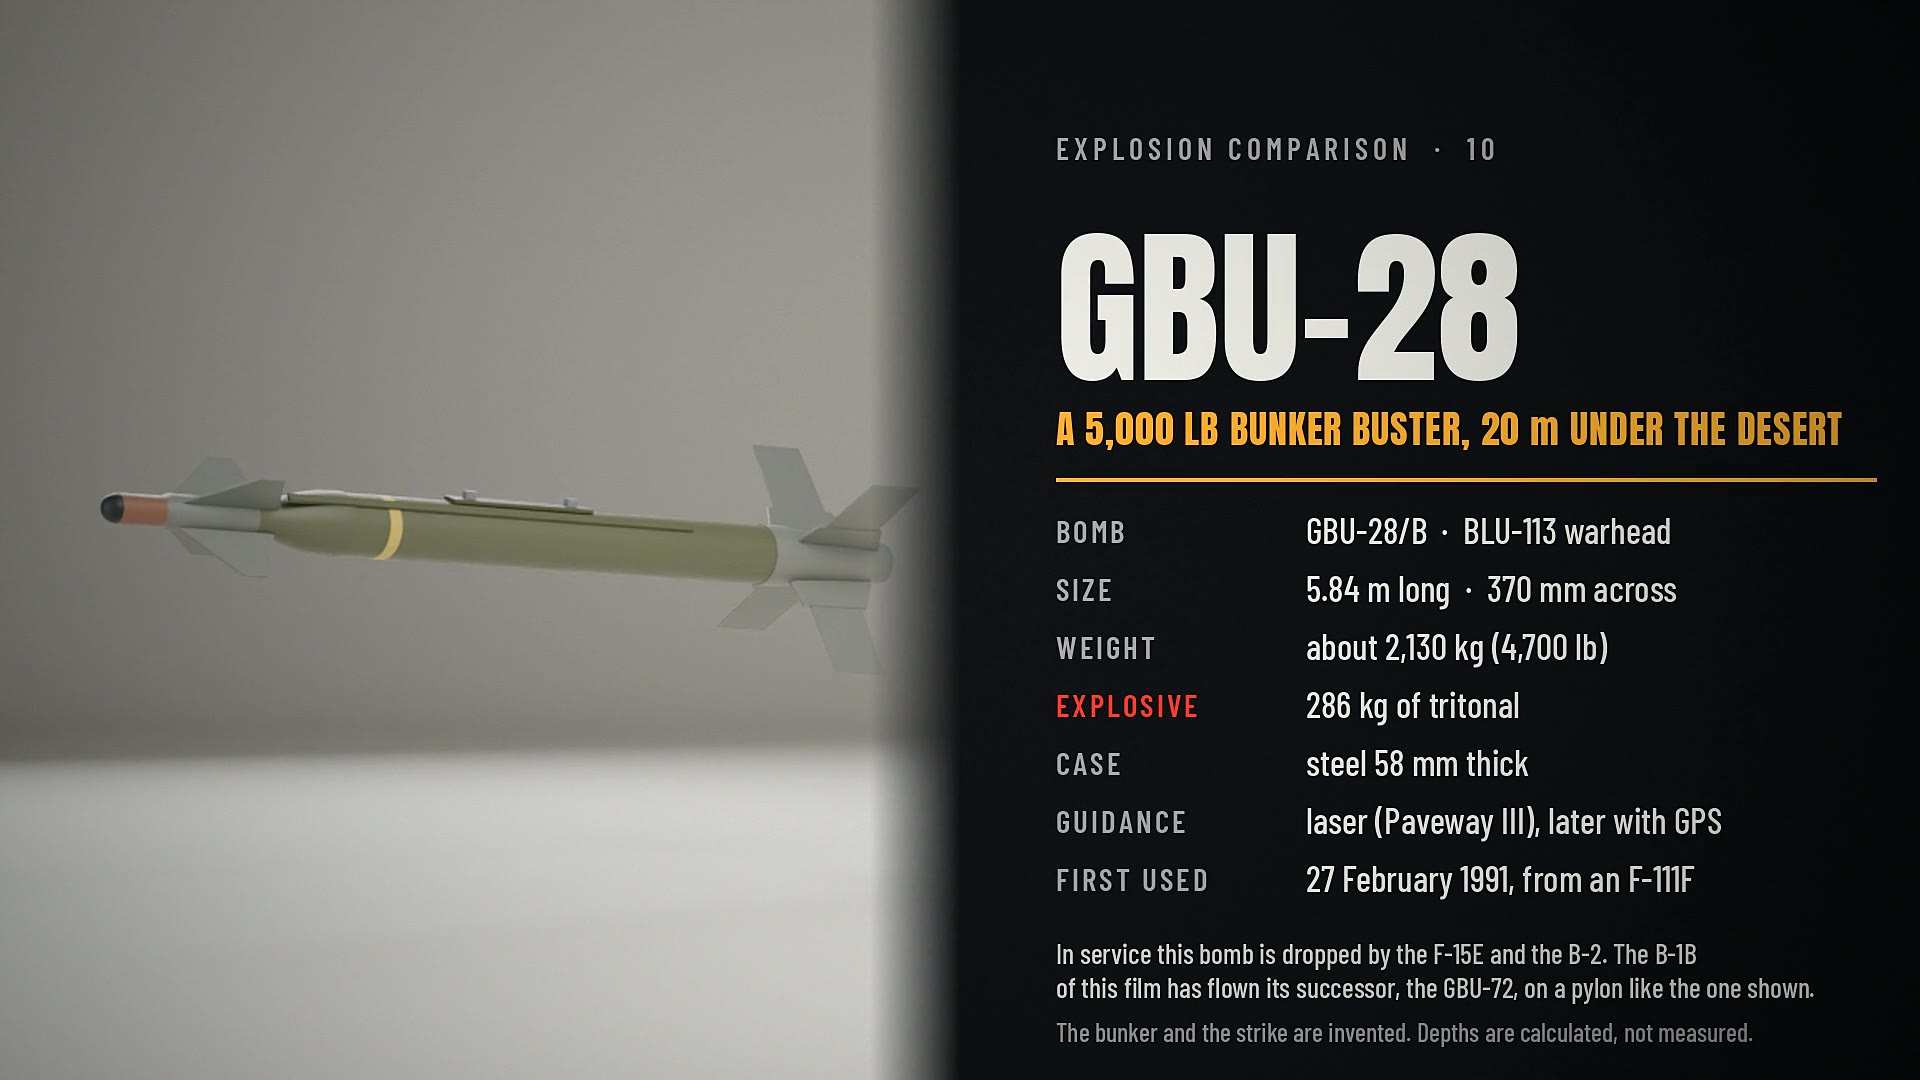 EXPLOSION COMPARISON · 10
GBU-28
A 5,000 LB BUNKER BUSTER, 20 m UNDER THE DESERT
BOMB GBU-28/B · BLU-113 warhead
SIZE 5.84 m long · 370 mm across
WEIGHT about 2,130 kg (4,700 lb)
EXPLOSIVE 286 kg of tritonal
CASE steel 58 mm thick
GUIDANCE laser (Paveway III), later with GPS
FIRST USED 27 February 1991, from an F-111F
In service this bomb is dropped by the F-15E and the B-2. The B-1B
of this film has flown its successor, the GBU-72, on a pylon like the one shown.
The bunker and the strike are invented. Depths are calculated, not measured.